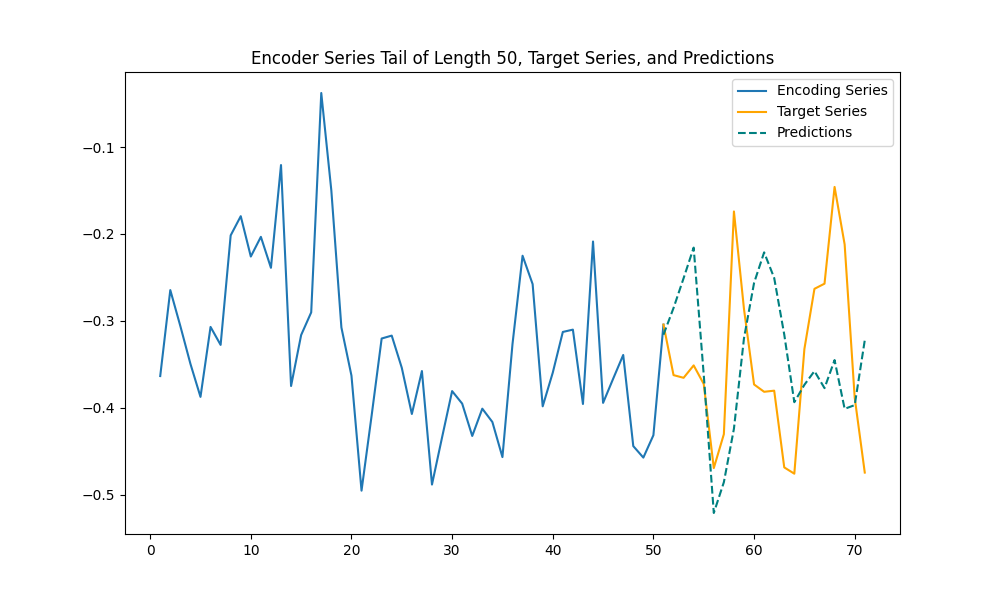 Encoder Series Tail of Length 50, Target Series, and Predictions
Encoding Series
Target Series
Predictions
−0.1
−0.2
−0.3
−0.4
−0.5
0 10 20 30 40 50 60 70